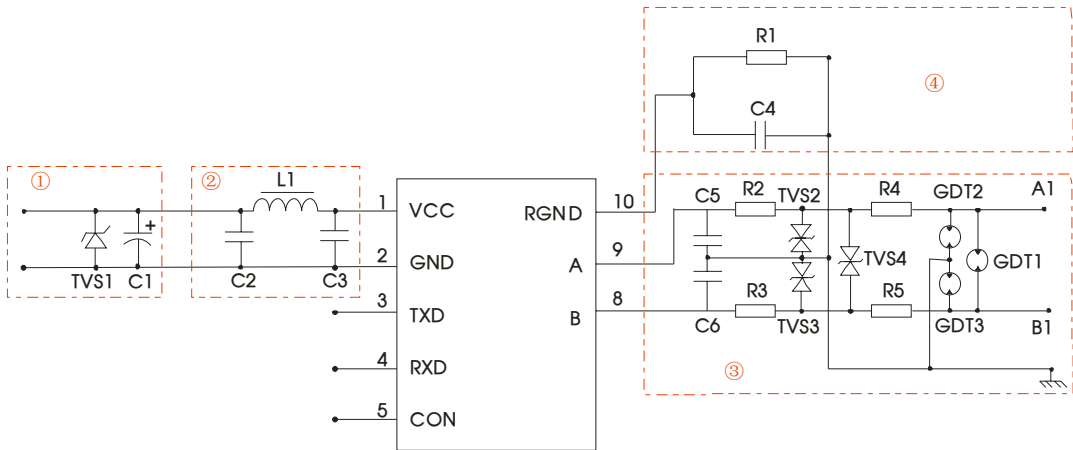 R1
④
C4
①
②
L1
1
VCC
RGND
10
C5
R2
TVS2
R4
GDT2
A1
+
2
GND
A
9
TVS4
GDT1
TVS1
C1
C2
C3
3
TXD
B
8
C6
R3
TVS3
R5
GDT3
B1
4
RXD
③
5
CON